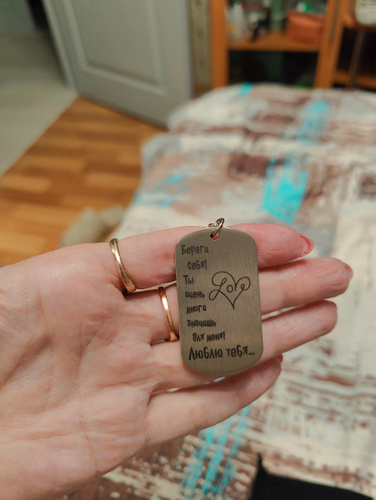 Береги
себя!
Ты
очень
много
значишь
для меня!
Люблю тебя...
Love